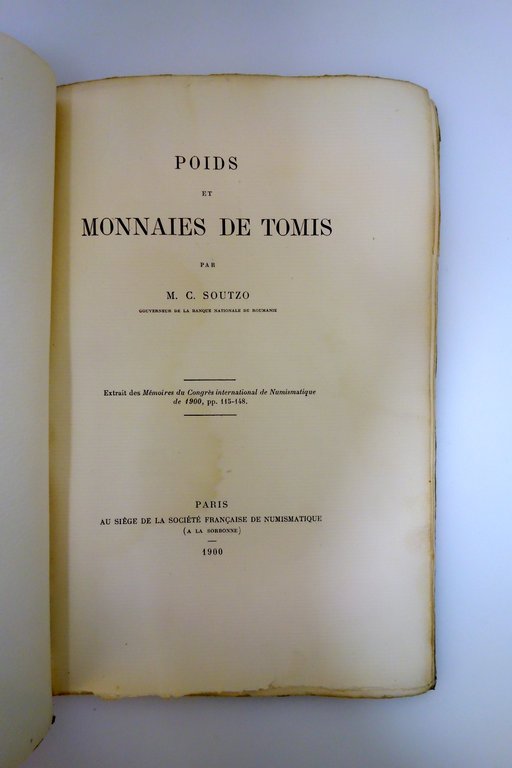 POIDS
ET
MONNAIES DE TOMIS
PAR
M. C. SOUTZO
GOUVERNEUR DE LA BANQUE NATIONALE DE ROUMANIE
Extrait des Mémoires du Congrès international de Numismatique
de 1900, pp. 115-148.
PARIS
AU SIÈGE DE LA SOCIÉTÉ FRANÇAISE DE NUMISMATIQUE
(A LA SORBONNE)
1900